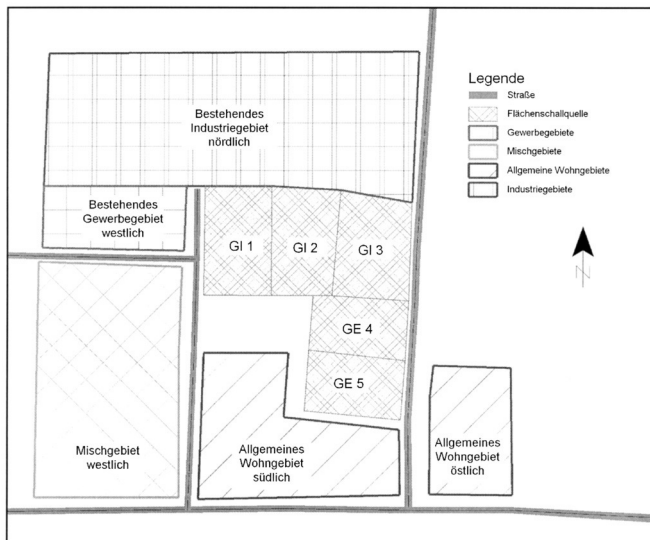 Bestehendes
Industriegebiet
nördlich
Bestehendes
Gewerbegebiet
westlich
GI 1
GI 2
GI 3
GE 4
GE 5
Mischgebiet
westlich
Allgemeines
Wohngebiet
südlich
Allgemeines
Wohngebiet
östlich
Legende
Straße
Flächenschallquelle
Gewerbegebiete
Mischgebiete
Allgemeine Wohngebiete
Industriegebiete
N